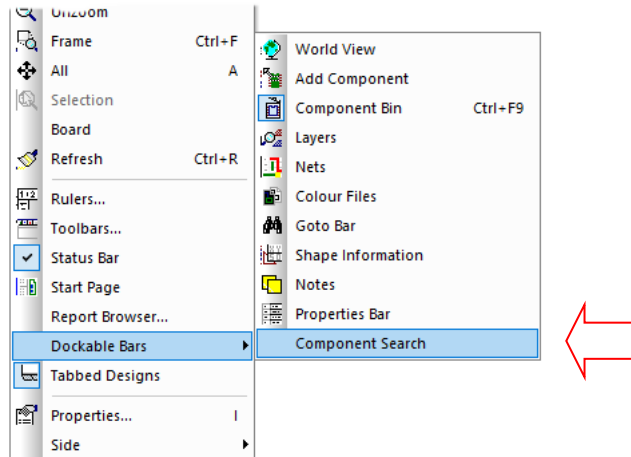 Unzoom
Frame Ctrl+F
All A
Selection
Board
Refresh Ctrl+R
Rulers...
Toolbars...
Status Bar
Start Page
Report Browser...
Dockable Bars
Tabbed Designs
Properties... I
Side
World View
Add Component
Component Bin Ctrl+F9
Layers
Nets
Colour Files
Goto Bar
Shape Information
Notes
Properties Bar
Component Search